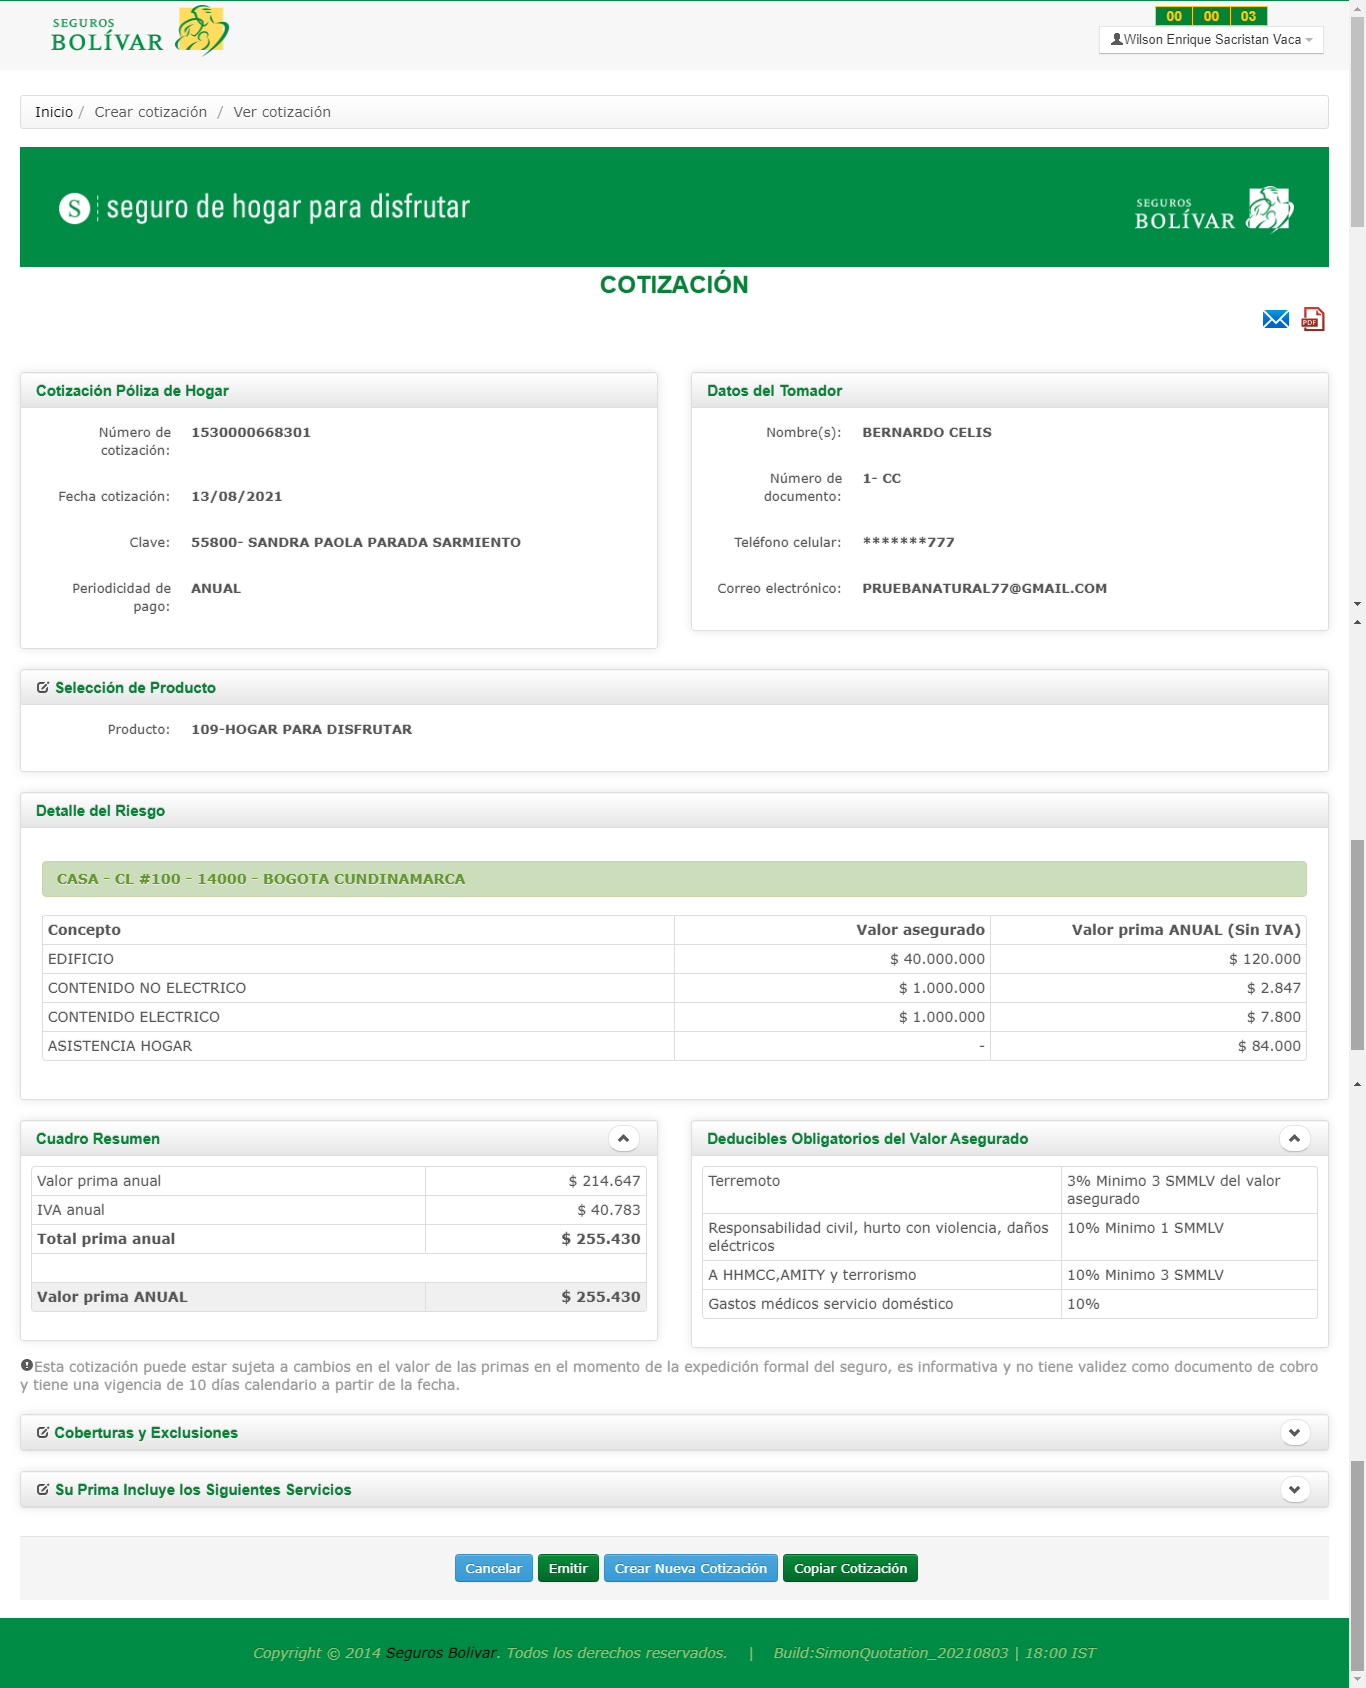 SEGUROS
BOLÍVAR
00 00 03
Wilson Enrique Sacristan Vaca
Inicio / Crear cotización / Ver cotización
S seguro de hogar para disfrutar
SEGUROS
BOLÍVAR
COTIZACIÓN
PDF
Cotización Póliza de Hogar
Número de cotización: 1530000668301
Fecha cotización: 13/08/2021
Clave: 55800- SANDRA PAOLA PARADA SARMIENTO
Periodicidad de pago: ANUAL
Datos del Tomador
Nombre(s): BERNARDO CELIS
Número de documento: 1- CC
Teléfono celular: *******777
Correo electrónico: PRUEBANATURAL77@GMAIL.COM
Selección de Producto
Producto: 109-HOGAR PARA DISFRUTAR
Detalle del Riesgo
CASA - CL #100 - 14000 - BOGOTA CUNDINAMARCA
Concepto Valor asegurado Valor prima ANUAL (Sin IVA)
EDIFICIO $ 40.000.000 $ 120.000
CONTENIDO NO ELECTRICO $ 1.000.000 $ 2.847
CONTENIDO ELECTRICO $ 1.000.000 $ 7.800
ASISTENCIA HOGAR - $ 84.000
Cuadro Resumen
Valor prima anual $ 214.647
IVA anual $ 40.783
Total prima anual $ 255.430
Valor prima ANUAL $ 255.430
Deducibles Obligatorios del Valor Asegurado
Terremoto 3% Minimo 3 SMMLV del valor asegurado
Responsabilidad civil, hurto con violencia, daños eléctricos 10% Minimo 1 SMMLV
A HHMCC,AMITY y terrorismo 10% Minimo 3 SMMLV
Gastos médicos servicio doméstico 10%
Esta cotización puede estar sujeta a cambios en el valor de las primas en el momento de la expedición formal del seguro, es informativa y no tiene validez como documento de cobro
y tiene una vigencia de 10 días calendario a partir de la fecha.
Coberturas y Exclusiones
Su Prima Incluye los Siguientes Servicios
Cancelar Emitir Crear Nueva Cotización Copiar Cotización
Copyright © 2014 Seguros Bolivar. Todos los derechos reservados. | Build:SimonQuotation_20210803 | 18:00 IST